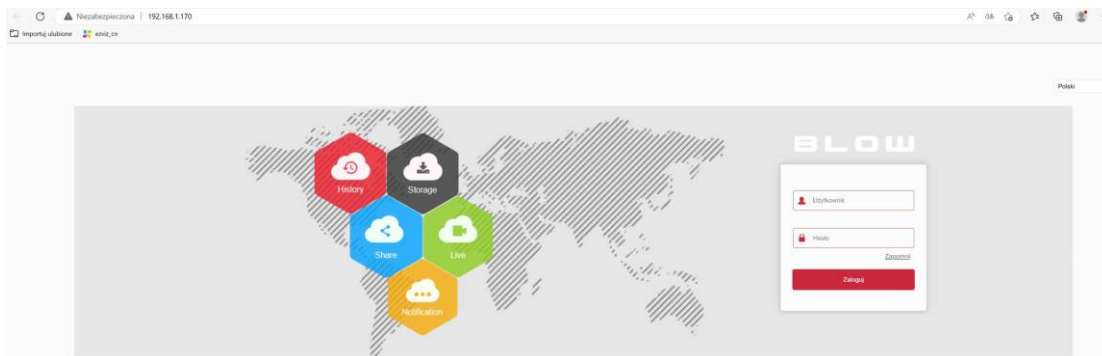 Niezabezpieczona | 192.168.1.170
Importuj ulubione
ezviz_cn
Polski
BLOW
History
Storage
Share
Live
Notification
Użytkownik
Hasło
Zapomnij
Zaloguj